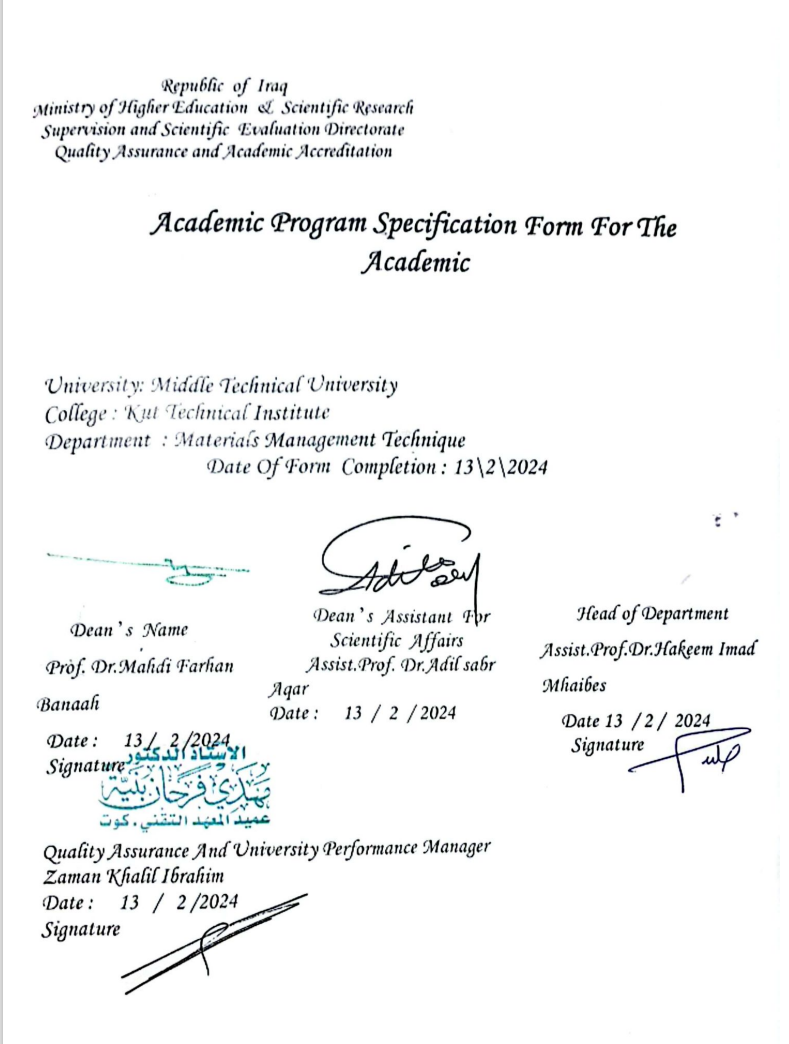 Republic of Iraq
Ministry of Higher Education & Scientific Research
Supervision and Scientific Evaluation Directorate
Quality Assurance and Academic Accreditation
Academic Program Specification Form For The
Academic
University: Middle Technical University
College : Kut Technical Institute
Department : Materials Management Technique
Date Of Form Completion : 13\2\2024
Dean's Name
Prof. Dr.Mahdi Farhan
Banaah
Date : 13 / 2 /2024
Signature
الاستاذ الدكتور
مهدي فرحان بنية
عميد المعهد التقني . كوت
Dean's Assistant For
Scientific Affairs
Assist.Prof. Dr.Adil sabr
Aqar
Date : 13 / 2 / 2024
Head of Department
Assist.Prof.Dr.Hakeem Imad
Mhaibes
Date 13 /2 / 2024
Signature
Quality Assurance And University Performance Manager
Zaman Khalil Ibrahim
Date : 13 / 2 /2024
Signature